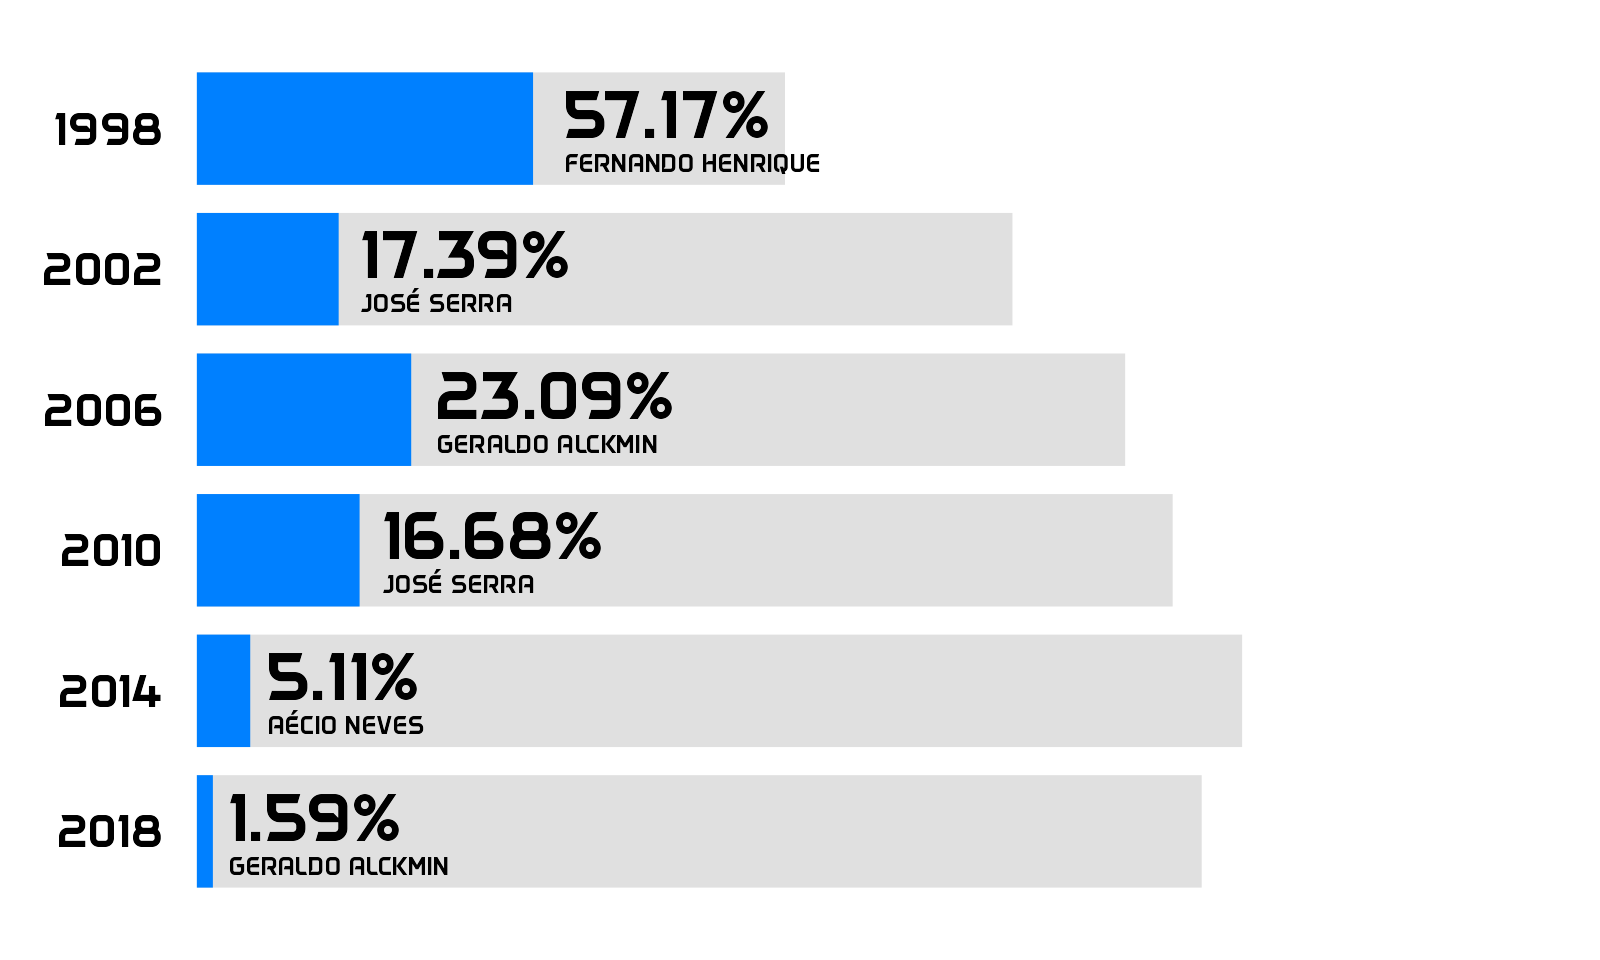 1998
57.17%
FERNANDO HENRIQUE
2002
17.39%
JOSÉ SERRA
2006
23.09%
GERALDO ALCKMIN
2010
16.68%
JOSÉ SERRA
2014
5.11%
AÉCIO NEVES
2018
1.59%
GERALDO ALCKMIN